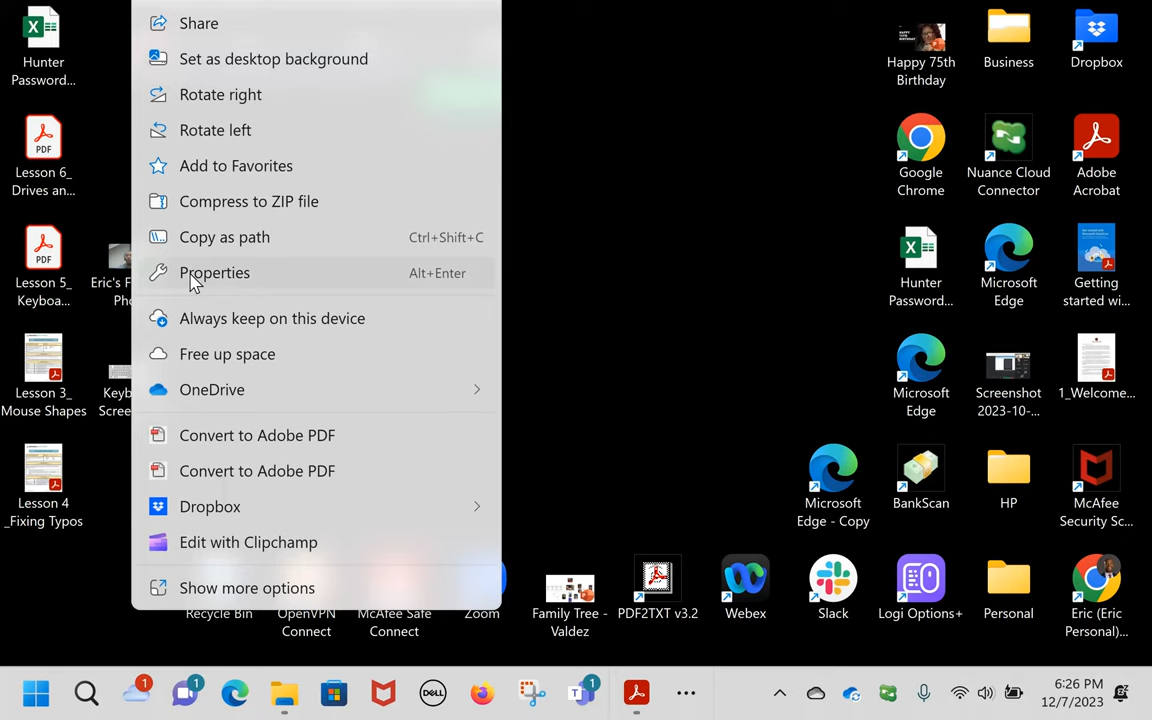 Hunter
Password...
Lesson 6_
Drives an...
Lesson 5_
Keyboa...
Lesson 3_
Mouse Shapes
Lesson 4
_Fixing Typos
Eric's F
Pho
Keyb
Scree
Share
Set as desktop background
Rotate right
Rotate left
Add to Favorites
Compress to ZIP file
Copy as path Ctrl+Shift+C
Properties Alt+Enter
Always keep on this device
Free up space
OneDrive
Convert to Adobe PDF
Convert to Adobe PDF
Dropbox
Edit with Clipchamp
Show more options
Recycle Bin
OpenVPN
Connect
McAfee Safe
Connect
Zoom
Family Tree -
Valdez
PDF2TXT v3.2
Webex
Slack
Logi Options+
Personal
Eric (Eric
Personal)...
Happy 75th
Birthday
Business
Dropbox
Google
Chrome
Nuance Cloud
Connector
Adobe
Acrobat
Hunter
Password...
Microsoft
Edge
Getting
started wi...
Microsoft
Edge
Screenshot
2023-10-...
1_Welcome...
Microsoft
Edge - Copy
BankScan
HP
McAfee
Security Sc...
PDF
PDF
1
1
DELL
1
6:26 PM
12/7/2023